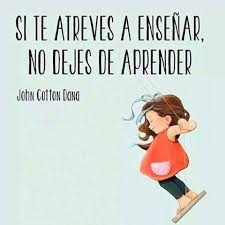 SI TE ATREVES A ENSEÑAR,
NO DEJES DE APRENDER
John Cotton Dana